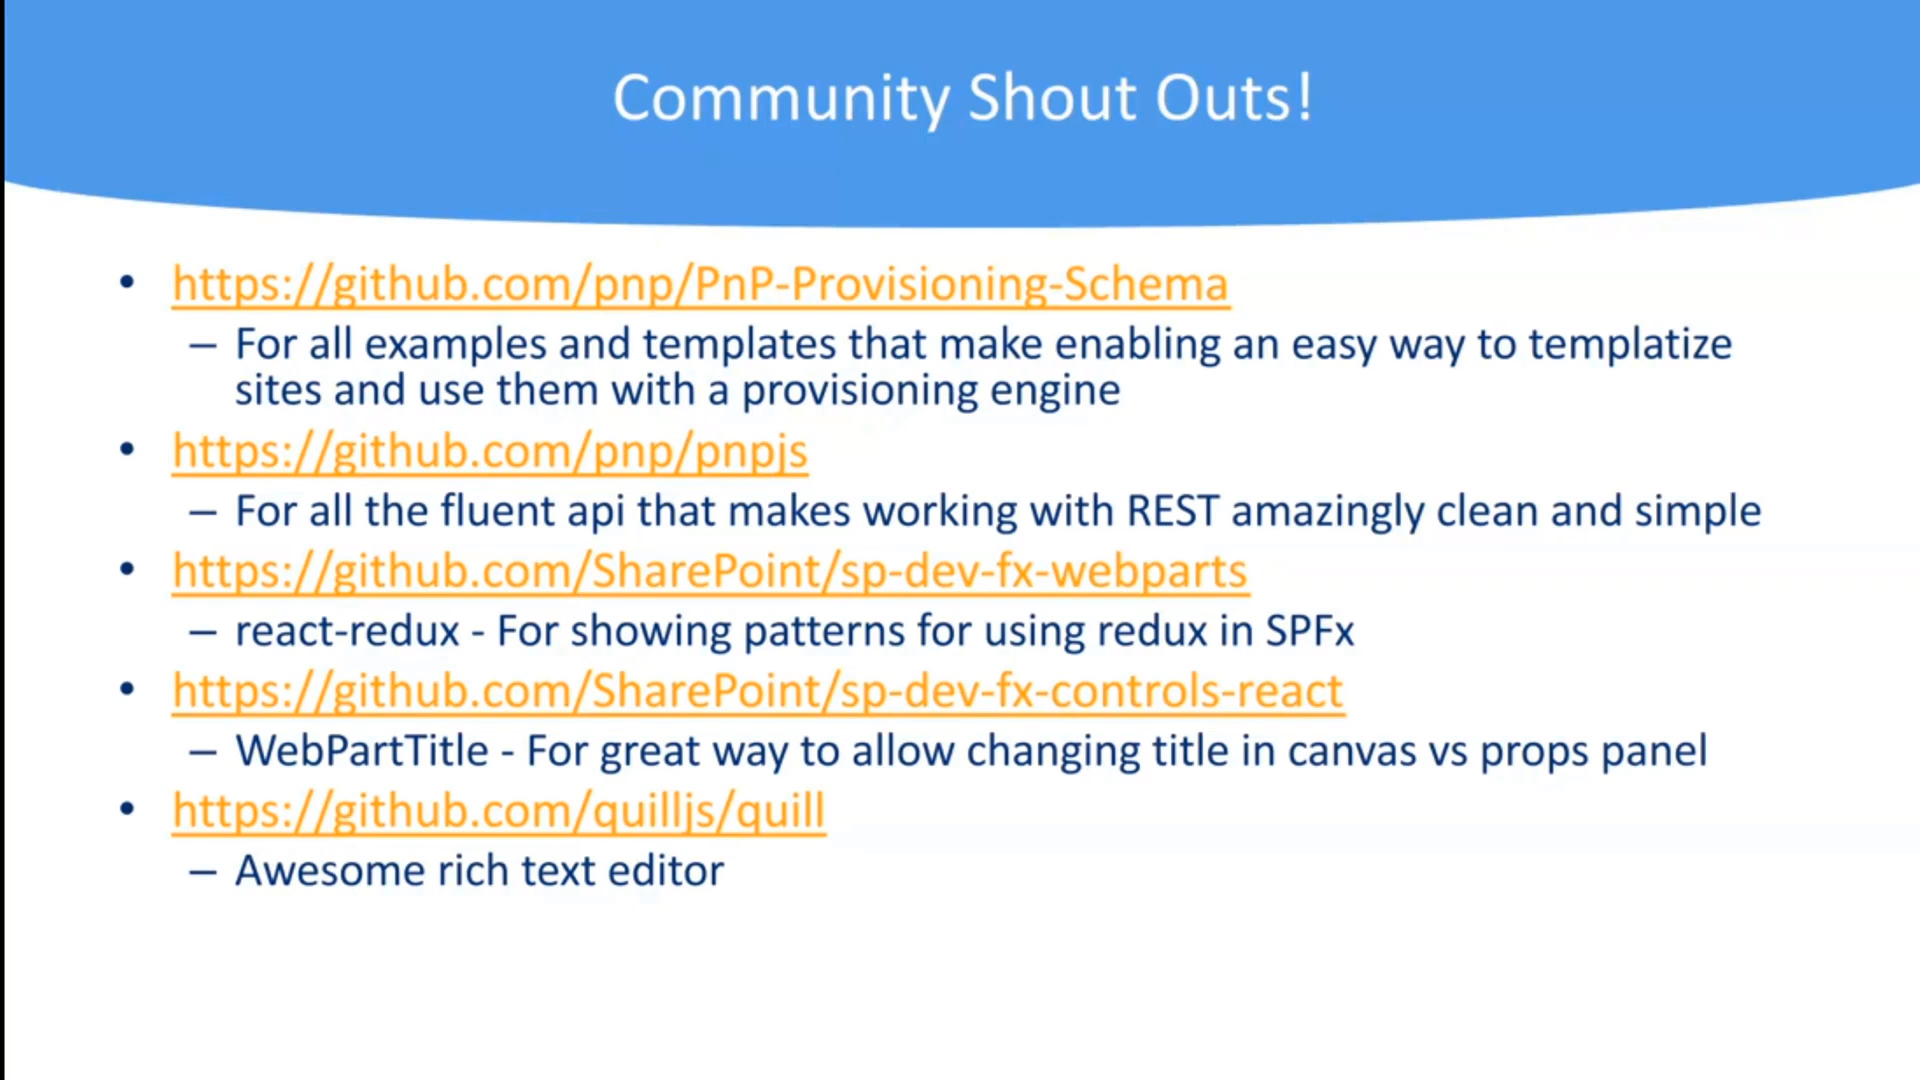 Community Shout Outs!
• https://github.com/pnp/PnP-Provisioning-Schema
– For all examples and templates that make enabling an easy way to templatize
sites and use them with a provisioning engine
• https://github.com/pnp/pnpjs
– For all the fluent api that makes working with REST amazingly clean and simple
• https://github.com/SharePoint/sp-dev-fx-webparts
– react-redux - For showing patterns for using redux in SPFx
• https://github.com/SharePoint/sp-dev-fx-controls-react
– WebPartTitle - For great way to allow changing title in canvas vs props panel
• https://github.com/quilljs/quill
– Awesome rich text editor